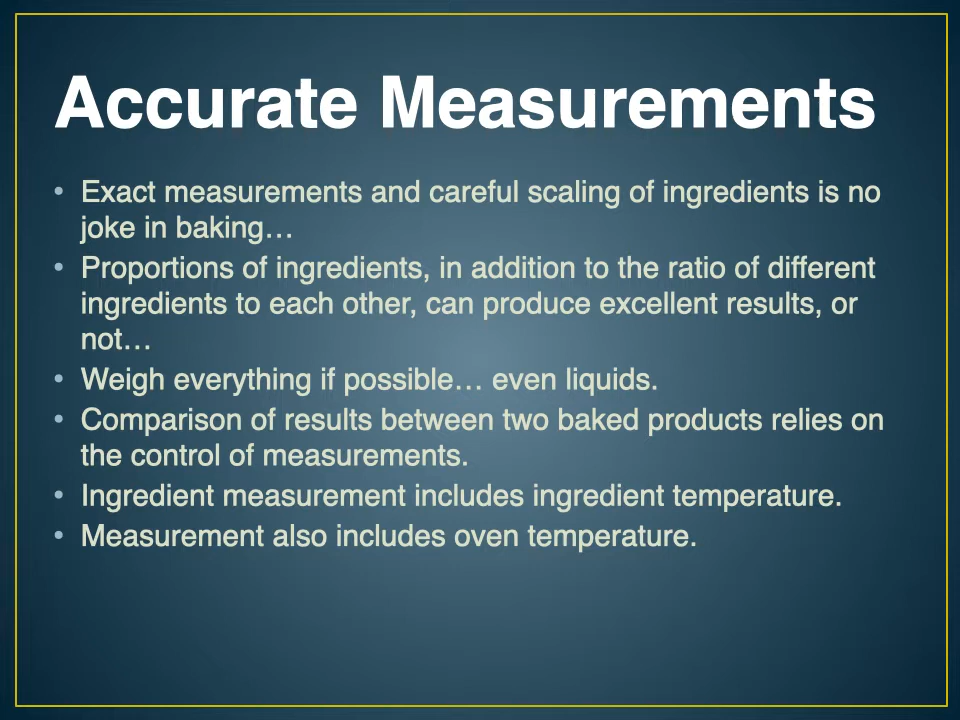 Accurate Measurements
• Exact measurements and careful scaling of ingredients is no
joke in baking…
• Proportions of ingredients, in addition to the ratio of different
ingredients to each other, can produce excellent results, or
not…
• Weigh everything if possible… even liquids.
• Comparison of results between two baked products relies on
the control of measurements.
• Ingredient measurement includes ingredient temperature.
• Measurement also includes oven temperature.